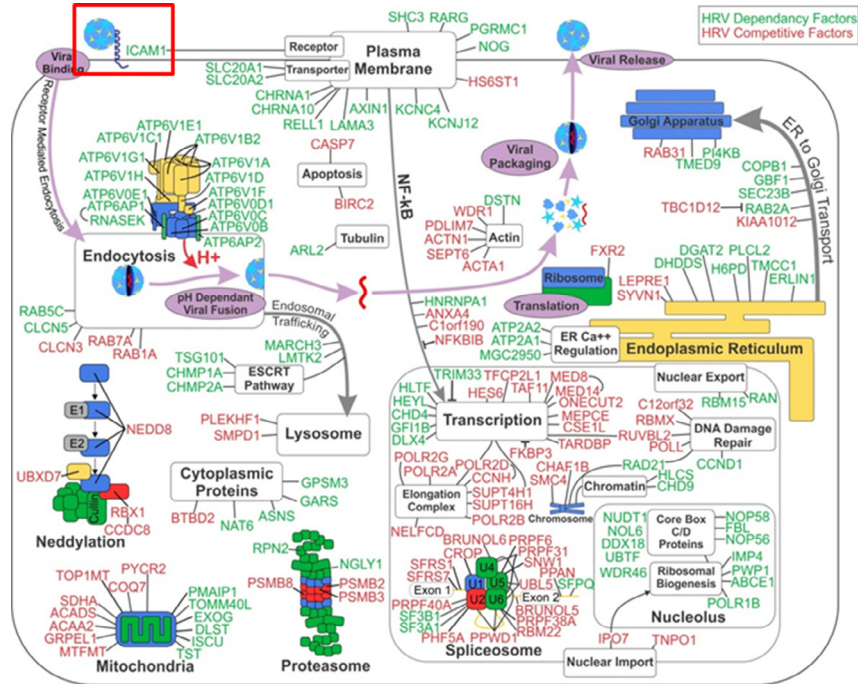 HRV Dependancy Factors
HRV Competitive Factors
ICAM1
Viral
Binding
Receptor Mediated Endocytosis
Receptor
Transporter
Plasma
Membrane
SHC3
RARG
PGRMC1
NOG
HS6ST1
SLC20A1
SLC20A2
CHRNA1
CHRNA10
RELL1
LAMA3
AXIN1
KCNC4
KCNJ12
Viral Release
Golgi Apparatus
RAB31
PI4KB
TMED9
ER to Golgi Transport
COPB1
GBF1
SEC23B
RAB2A
TBC1D12
KIAA1012
Viral
Packaging
ATP6V1E1
ATP6V1C1
ATP6V1B2
ATP6V1G1
ATP6V1A
ATP6V1H
ATP6V1D
ATP6V0E1
ATP6V1F
ATP6AP1
ATP6V0D1
RNASEK
ATP6V0C
ATP6V0B
ATP6AP2
H+
CASP7
Apoptosis
BIRC2
NF-kB
Tubulin
ARL2
DSTN
WDR1
PDLIM7
ACTN1
SEPT6
ACTA1
Actin
FXR2
Ribosome
Translation
Endocytosis
pH Dependant
Viral Fusion
RAB5C
CLCN5
CLCN3
RAB7A
RAB1A
Endosomal
Trafficking
MARCH3
LMTK2
TSG101
CHMP1A
CHMP2A
ESCRT
Pathway
HNRNPA1
ANXA4
C1orf190
NFKBIB
ATP2A2
ATP2A1
MGC2950
ER Ca++
Regulation
LEPRE1
SYVN1
DHDDS
DGAT2
H6PD
PLCL2
TMCC1
ERLIN1
Endoplasmic Reticulum
E1
E2
NEDD8
UBXD7
Cullin
RBX1
CCDC8
Neddylation
PLEKHF1
SMPD1
Lysosome
Cytoplasmic
Proteins
GPSM3
GARS
ASNS
NAT6
BTBD2
TRIM33
HLTF
HEYL
CHD4
GFI1B
DLX4
HES6
TFCP2L1
TAF11
MED8
MED14
ONECUT2
MEPCE
CSE1L
TARDBP
FKBP3
Transcription
Nuclear Export
RBM15
RAN
C12orf32
RBMX
RUVBL2
POLL
DNA Damage
Repair
RAD21
CCND1
HLCS
CHD9
Chromatin
Chromosome
CHAF1B
SMC4
POLR2G
POLR2A
POLR2D
CCNH
SUPT4H1
SUPT16H
POLR2B
NELFCD
Elongation
Complex
TOP1MT
PYCR2
COQ7
SDHA
ACADS
ACAA2
GRPEL1
MTFMT
PMAIP1
TOMM40L
EXOG
DLST
ISCU
TST
Mitochondria
RPN2
NGLY1
PSMB8
PSMB2
PSMB3
Proteasome
BRUNOL6
CROP
SFRS1
SFRS7
Exon 1
PRPF40A
SF3B1
SF3A1
PHF5A
PPWD1
U4
U1
U5
U2
U6
PRPF6
PRPF31
SNW1
PPAN
UBL5
SFPQ
Exon 2
BRUNOL5
PRPF38A
RBM22
Spliceosome
NUDT1
NOL6
DDX18
UBTF
WDR46
Core Box
C/D
Proteins
NOP58
FBL
NOP56
Ribosomal
Biogenesis
IMP4
PWP1
ABCE1
POLR1B
Nucleolus
IPO7
TNPO1
Nuclear Import